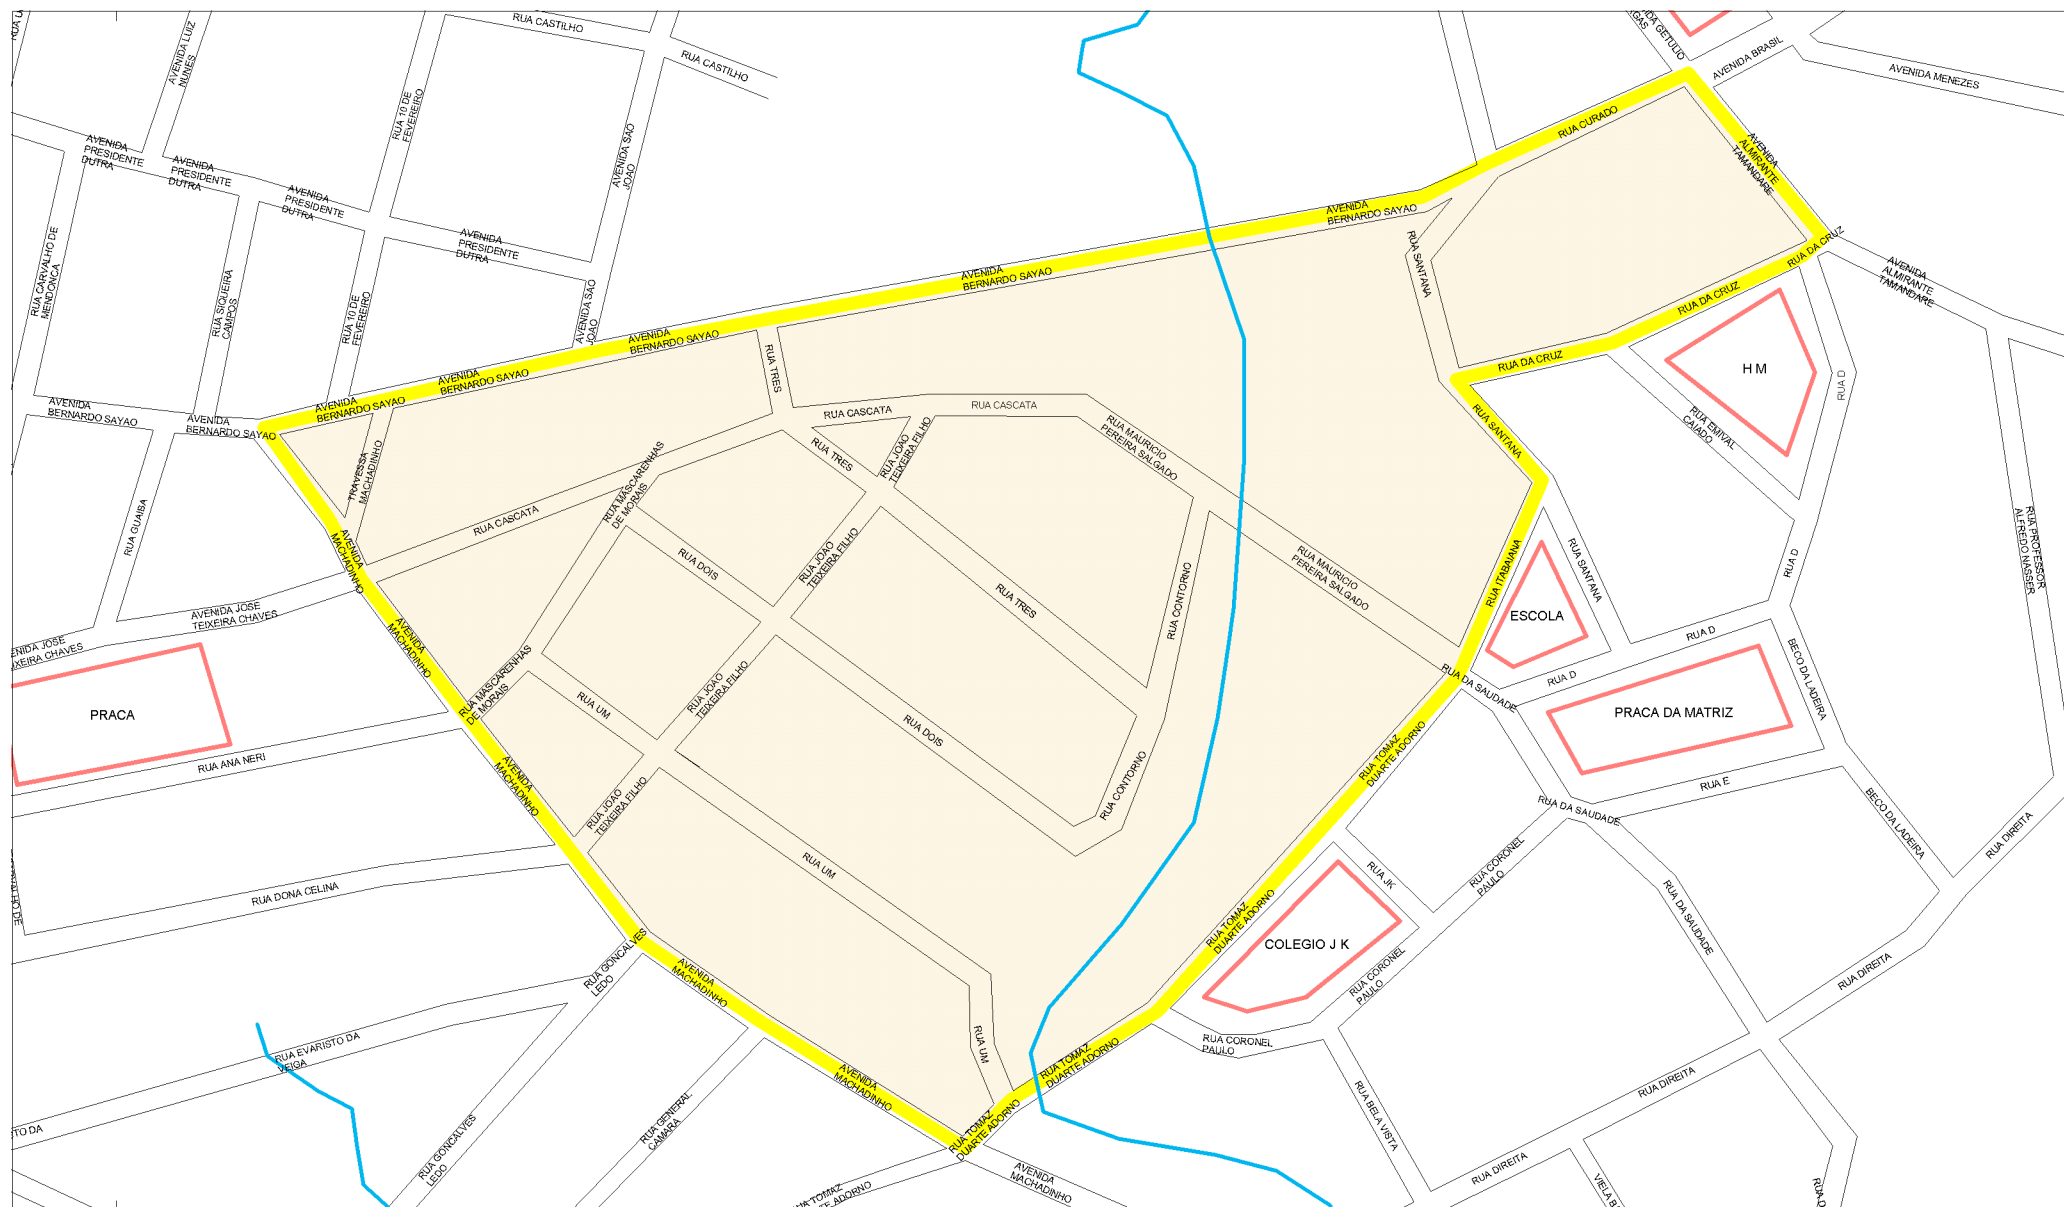 RUA CASTILHO
RUA CASTILHO
AVENIDA LUIZ
NUNES
RUA 10 DE
FEVEREIRO
AVENIDA SAO
JOAO
AVENIDA BRASIL
AVENIDA MENEZES
RUA CURADO
AVENIDA
ALMIRANTE
TAMANDARE
AVENIDA
PRESIDENTE
DUTRA
AVENIDA
PRESIDENTE
DUTRA
AVENIDA
PRESIDENTE
DUTRA
AVENIDA
PRESIDENTE
DUTRA
AVENIDA
BERNARDO SAYAO
AVENIDA
BERNARDO SAYAO
RUA CARVALHO DE
MENDONCA
RUA SIQUEIRA
CAMPOS
RUA 10 DE
FEVEREIRO
AVENIDA SAO
JOAO
RUA SANTANA
RUA DA CRUZ
RUA DA CRUZ
RUA DA CRUZ
AVENIDA
ALMIRANTE
TAMANDARE
AVENIDA
BERNARDO SAYAO
AVENIDA
BERNARDO SAYAO
AVENIDA
BERNARDO SAYAO
AVENIDA
BERNARDO SAYAO
AVENIDA
BERNARDO SAYAO
RUA TRES
H M
RUA D
RUA EMIVAL
CAIADO
RUA CASCATA
RUA CASCATA
RUA MAURICIO
PEREIRA SALGADO
RUA SANTANA
TRAVESSA
MACHADINHO
RUA GUAIBA
RUA TRES
RUA JOAO
TEIXEIRA FILHO
RUA MASCARENHAS
DE MORAIS
RUA CASCATA
AVENIDA
MACHADINHO
RUA DOIS
RUA JOAO
TEIXEIRA FILHO
RUA TRES
RUA CONTORNO
RUA MAURICIO
PEREIRA SALGADO
RUA ITABAIANA
RUA SANTANA
ESCOLA
RUA D
RUA PROFESSOR
ALFREDO NASSER
AVENIDA JOSE
TEIXEIRA CHAVES
AVENIDA
MACHADINHO
RUA D
RUA D
RUA DA SAUDADE
BECO DA LADEIRA
PRACA
PRACA DA MATRIZ
RUA MASCARENHAS
DE MORAIS
RUA UM
RUA JOAO
TEIXEIRA FILHO
RUA DOIS
RUA ANA NERI
AVENIDA
MACHADINHO
RUA JOAO
TEIXEIRA FILHO
RUA CONTORNO
RUA TOMAZ
DUARTE ADORNO
RUA E
RUA DA SAUDADE
BECO DA LADEIRA
RUA DIREITA
RUA UM
RUA DONA CELINA
RUA JK
RUA CORONEL
PAULO
RUA DA SAUDADE
RUA TOMAZ
DUARTE ADORNO
COLEGIO J K
RUA GONCALVES
LEDO
AVENIDA
MACHADINHO
RUA CORONEL
PAULO
RUA DIREITA
RUA EVARISTO DA
VEIGA
RUA UM
RUA TOMAZ
DUARTE ADORNO
RUA CORONEL
PAULO
AVENIDA
MACHADINHO
RUA DIREITA
RUA BELA VISTA
RUA GONCALVES
LEDO
RUA GENERAL
CAMARA
RUA TOMAZ
DUARTE ADORNO
AVENIDA
MACHADINHO
RUA DIREITA